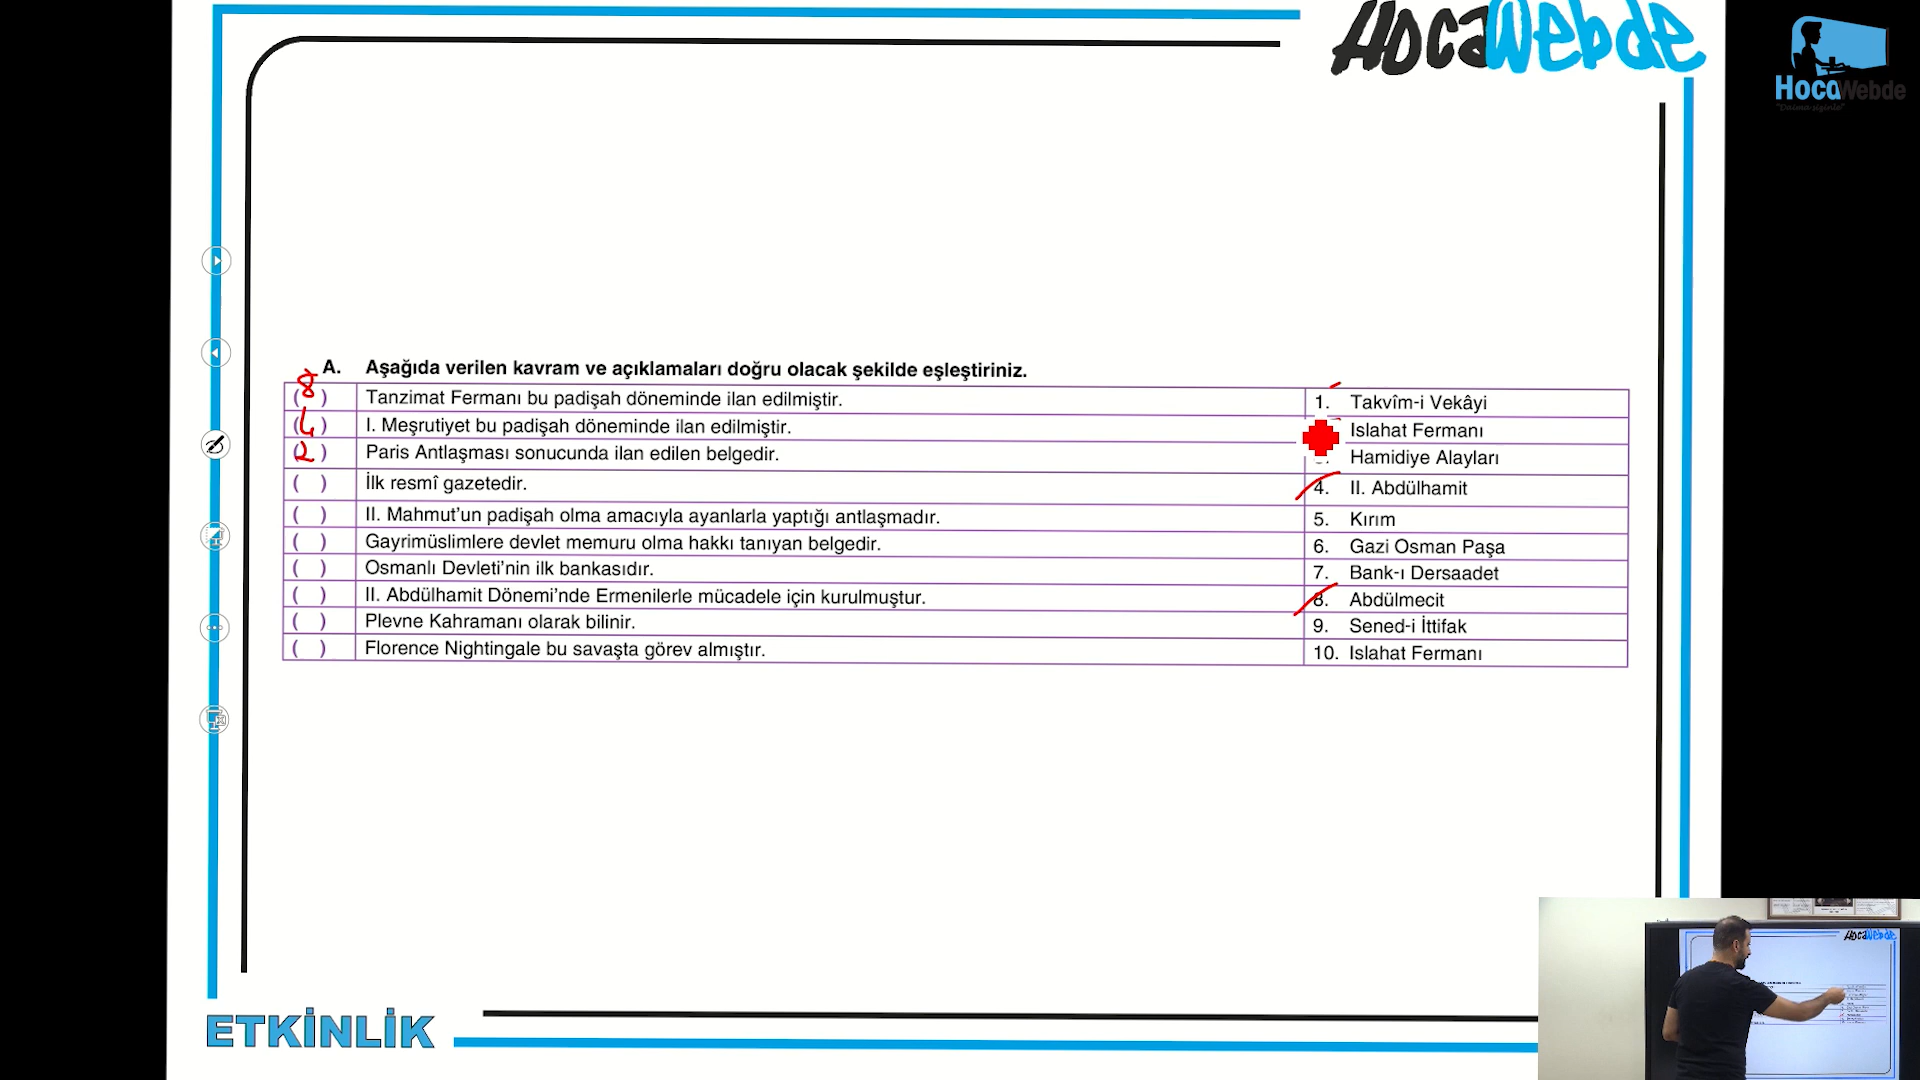 HocaWebde
HocaWebde
"Daima sizinle"
A. Aşağıda verilen kavram ve açıklamaları doğru olacak şekilde eşleştiriniz.
(8) Tanzimat Fermanı bu padişah döneminde ilan edilmiştir. 1. Takvîm-i Vekâyi
(4) I. Meşrutiyet bu padişah döneminde ilan edilmiştir. Islahat Fermanı
(2) Paris Antlaşması sonucunda ilan edilen belgedir. Hamidiye Alayları
( ) İlk resmî gazetedir. 4. II. Abdülhamit
( ) II. Mahmut'un padişah olma amacıyla ayanlarla yaptığı antlaşmadır. 5. Kırım
( ) Gayrimüslimlere devlet memuru olma hakkı tanıyan belgedir. 6. Gazi Osman Paşa
( ) Osmanlı Devleti'nin ilk bankasıdır. 7. Bank-ı Dersaadet
( ) II. Abdülhamit Dönemi'nde Ermenilerle mücadele için kurulmuştur. 8. Abdülmecit
( ) Plevne Kahramanı olarak bilinir. 9. Sened-i İttifak
( ) Florence Nightingale bu savaşta görev almıştır. 10. Islahat Fermanı
ETKİNLİK
HocaWebde